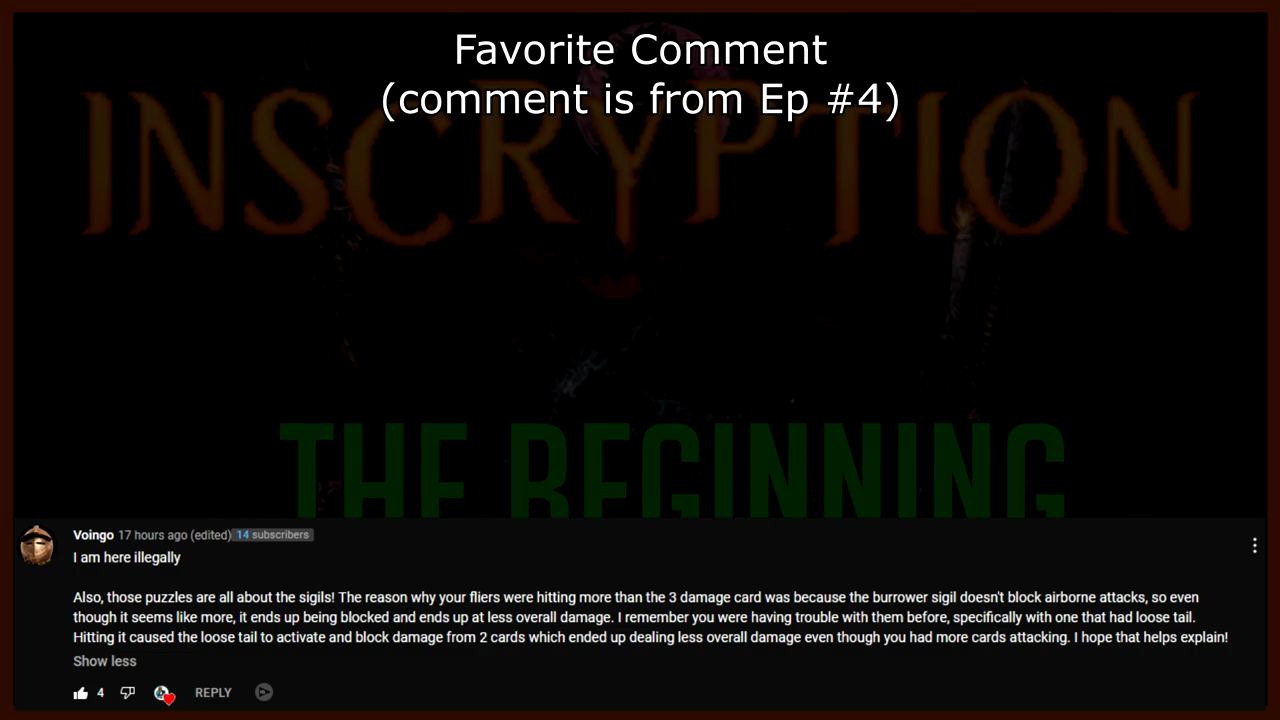 Favorite Comment
(comment is from Ep #4)
INSCRYPTION
THE BEGINNING
Voingo 17 hours ago (edited) 14 subscribers
I am here illegally
Also, those puzzles are all about the sigils! The reason why your fliers were hitting more than the 3 damage card was because the burrower sigil doesn't block airborne attacks, so even
though it seems like more, it ends up being blocked and ends up at less overall damage. I remember you were having trouble with them before, specifically with one that had loose tail.
Hitting it caused the loose tail to activate and block damage from 2 cards which ended up dealing less overall damage even though you had more cards attacking. I hope that helps explain!
Show less
4 REPLY